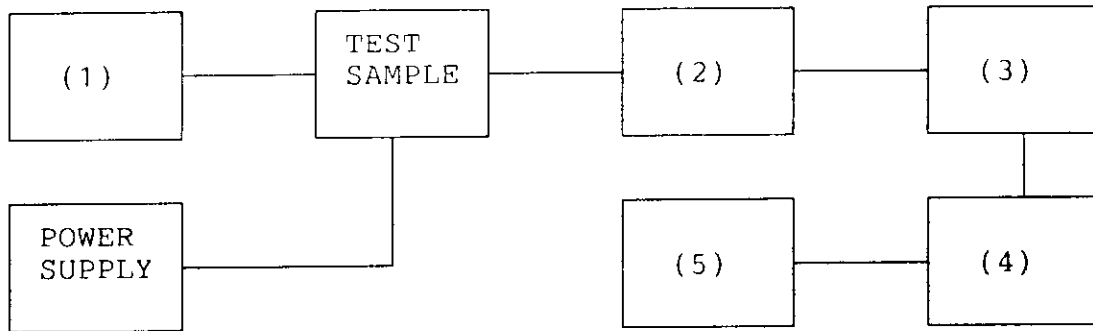 (1)
TEST
SAMPLE
(2)
(3)
POWER
SUPPLY
(5)
(4)